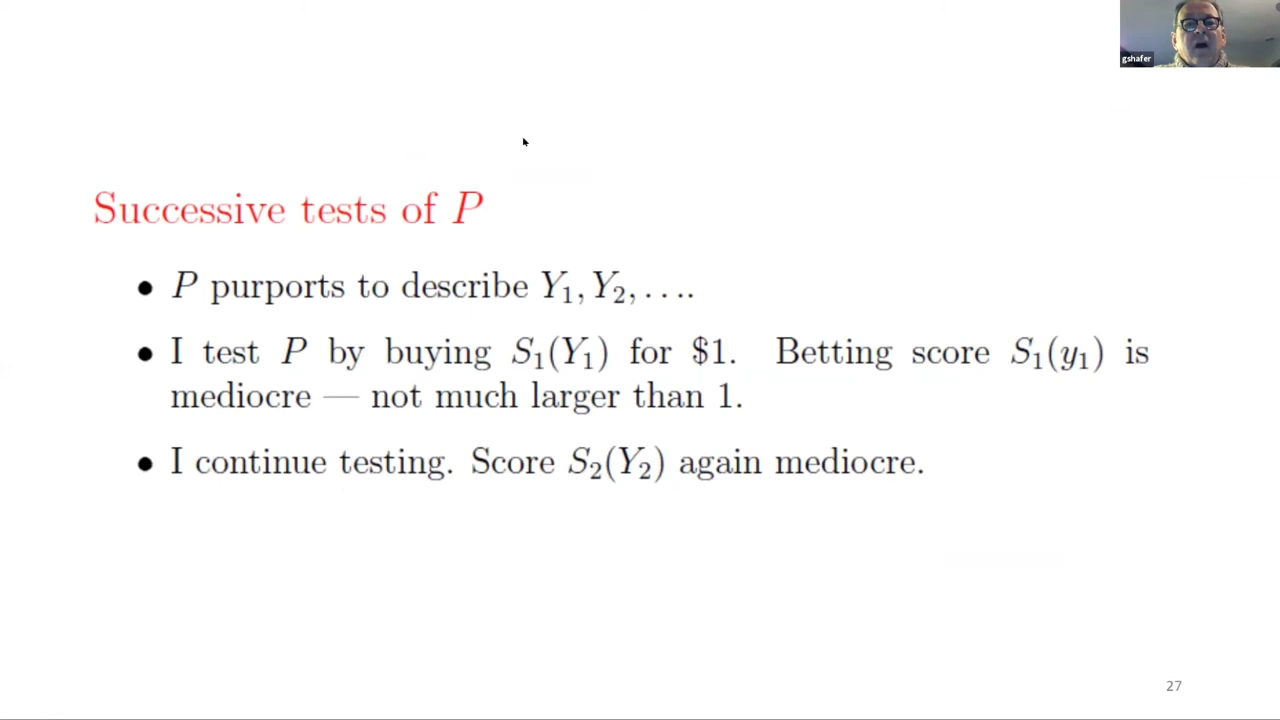 gshafer
Successive tests of P
• P purports to describe Y₁, Y₂, . . . .
• I test P by buying S₁(Y₁) for $1. Betting score S₁(y₁) is
mediocre — not much larger than 1.
• I continue testing. Score S₂(Y₂) again mediocre.
27